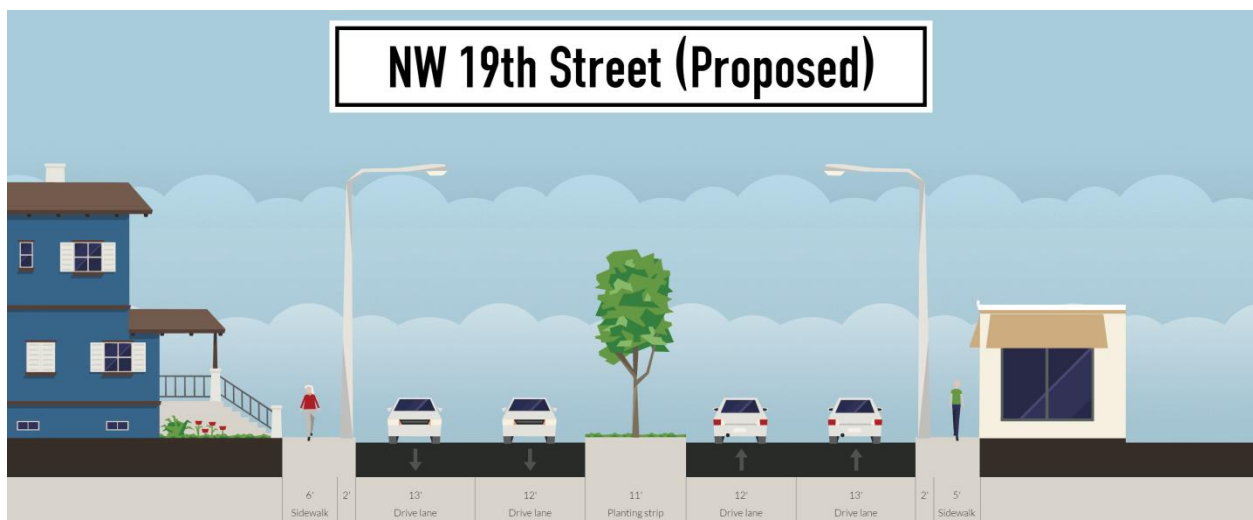 NW 19th Street (Proposed)
6' 2' 13' 12' 11' 12' 13' 2' 5'
Sidewalk Drive lane Drive lane Planting strip Drive lane Drive lane Sidewalk